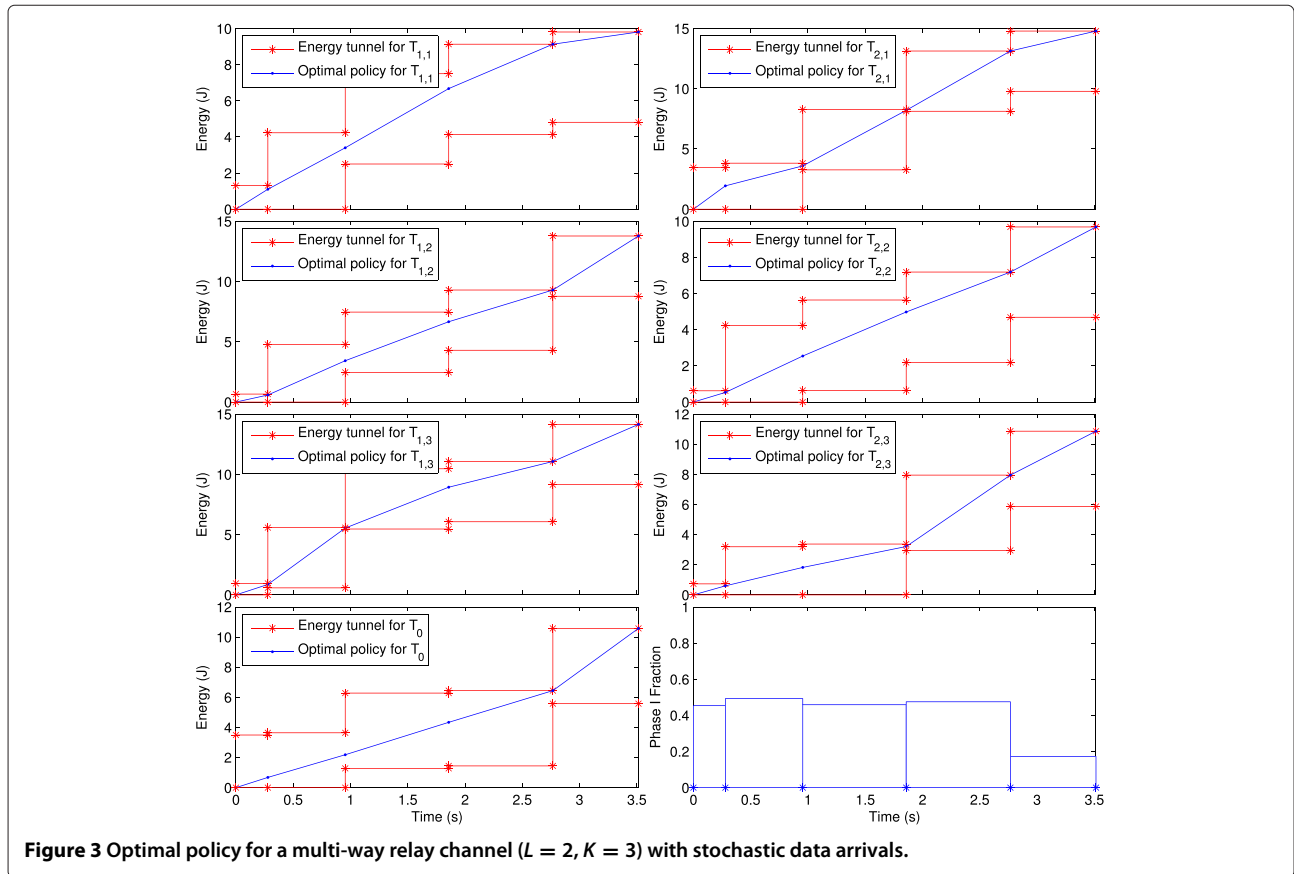 Energy tunnel for T1,1
Optimal policy for T1,1
Energy (J)
0
2
4
6
8
10
Energy tunnel for T2,1
Optimal policy for T2,1
Energy (J)
0
5
10
15
Energy tunnel for T1,2
Optimal policy for T1,2
Energy (J)
0
5
10
15
Energy tunnel for T2,2
Optimal policy for T2,2
Energy (J)
0
2
4
6
8
10
Energy tunnel for T1,3
Optimal policy for T1,3
Energy (J)
0
5
10
15
Energy tunnel for T2,3
Optimal policy for T2,3
Energy (J)
0
2
4
6
8
10
12
Energy tunnel for T0
Optimal policy for T0
Energy (J)
0
2
4
6
8
10
12
0 0.5 1 1.5 2 2.5 3 3.5
Time (s)
Phase I Fraction
0
0.2
0.4
0.6
0.8
1
0 0.5 1 1.5 2 2.5 3 3.5
Time (s)
Figure 3 Optimal policy for a multi-way relay channel (L = 2, K = 3) with stochastic data arrivals.